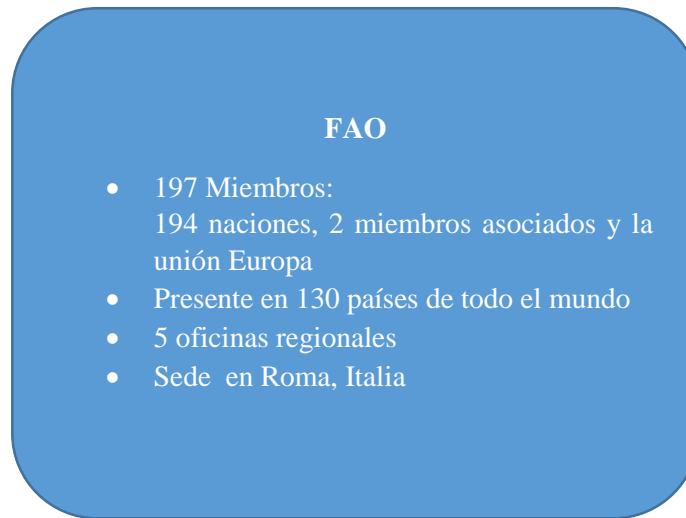 FAO
• 197 Miembros:
194 naciones, 2 miembros asociados y la
unión Europa
• Presente en 130 países de todo el mundo
• 5 oficinas regionales
• Sede en Roma, Italia